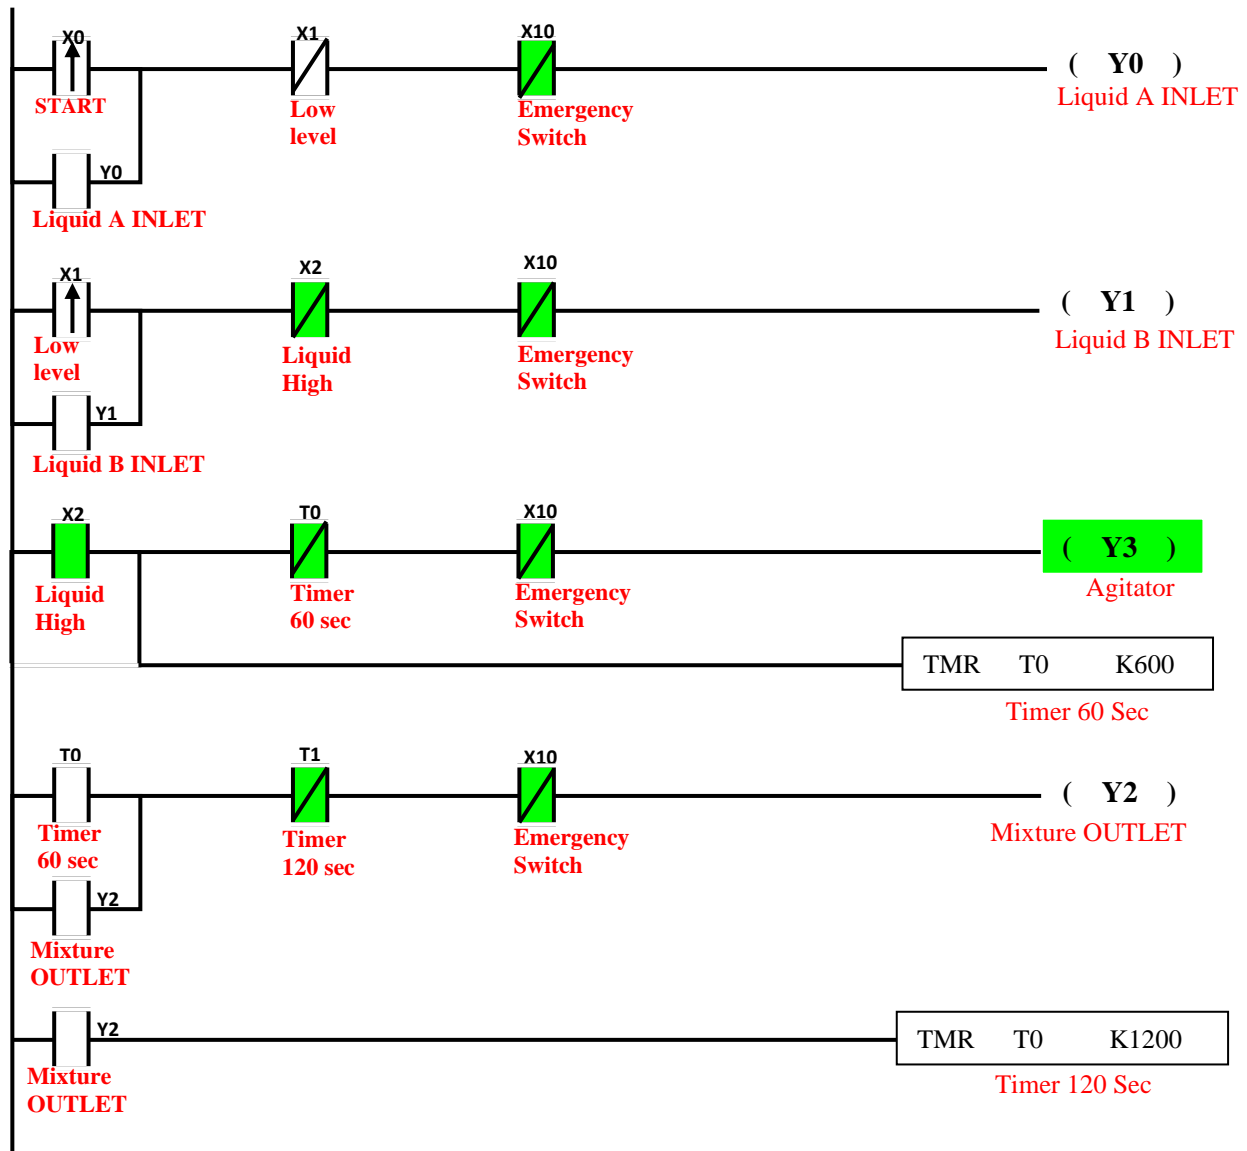 X0
X1
X10
( Y0 )
START
Low
level
Emergency
Switch
Liquid A INLET
Y0
Liquid A INLET
X1
X2
X10
( Y1 )
Low
level
Liquid
High
Emergency
Switch
Liquid B INLET
Y1
Liquid B INLET
X2
T0
X10
( Y3 )
Liquid
High
Timer
60 sec
Emergency
Switch
Agitator
TMR T0 K600
Timer 60 Sec
T0
T1
X10
( Y2 )
Timer
60 sec
Timer
120 sec
Emergency
Switch
Mixture OUTLET
Y2
Mixture
OUTLET
Y2
TMR T0 K1200
Mixture
OUTLET
Timer 120 Sec